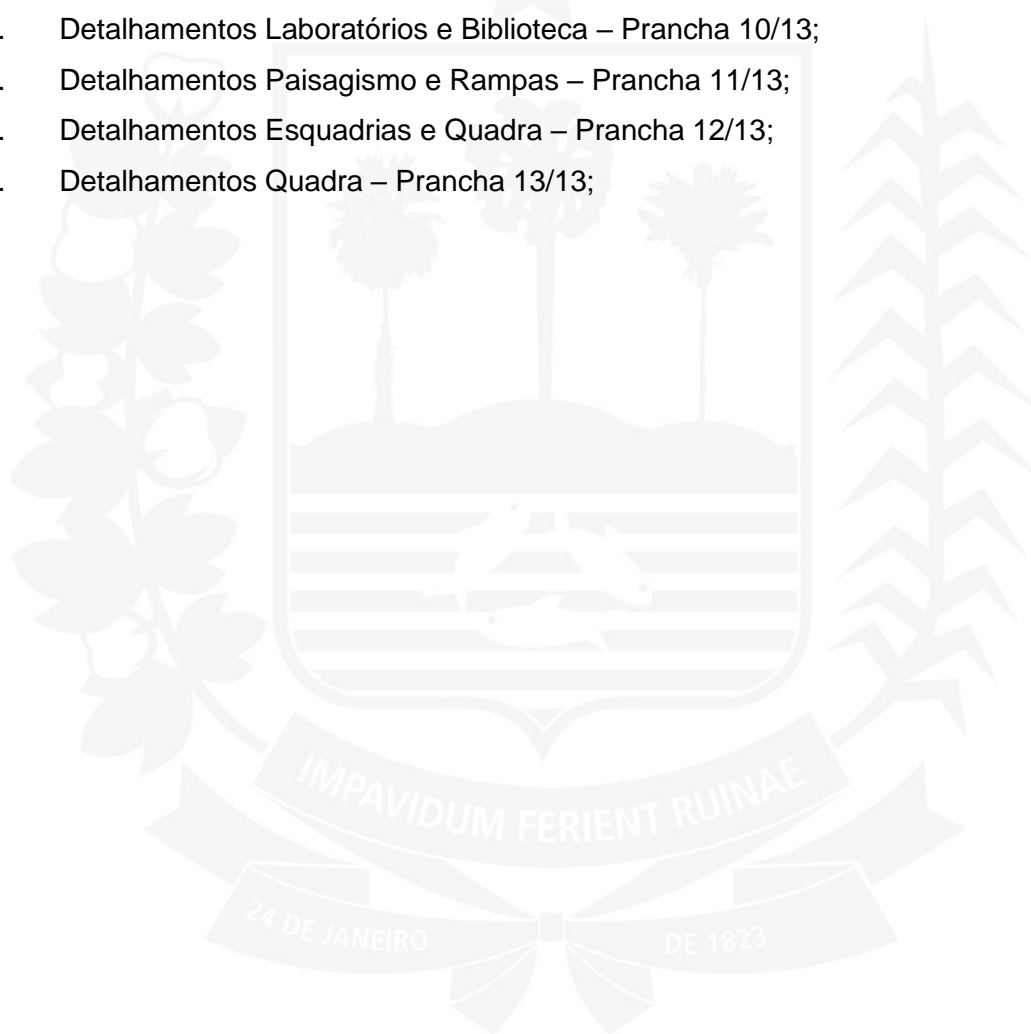 . Detalhamentos Laboratórios e Biblioteca – Prancha 10/13;
. Detalhamentos Paisagismo e Rampas – Prancha 11/13;
. Detalhamentos Esquadrias e Quadra – Prancha 12/13;
. Detalhamentos Quadra – Prancha 13/13;
IMPAVIDUM FERIENT RUINAE
24 DE JANEIRO DE 1823